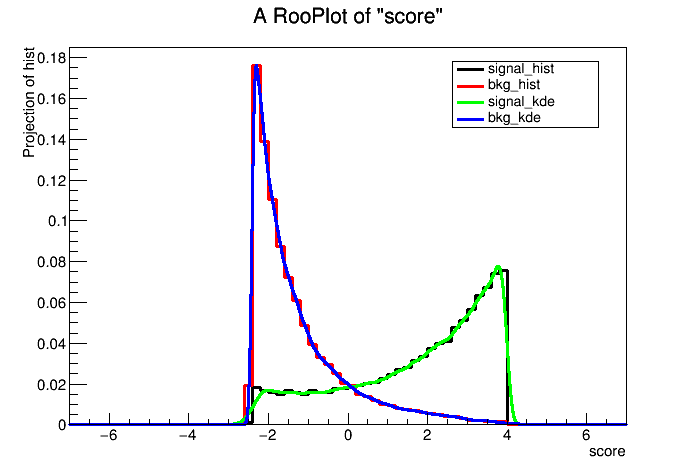 A RooPlot of "score"
Projection of hist
0.18
0.16
0.14
0.12
0.1
0.08
0.06
0.04
0.02
0
signal_hist
bkg_hist
signal_kde
bkg_kde
−6 −4 −2 0 2 4 6
score